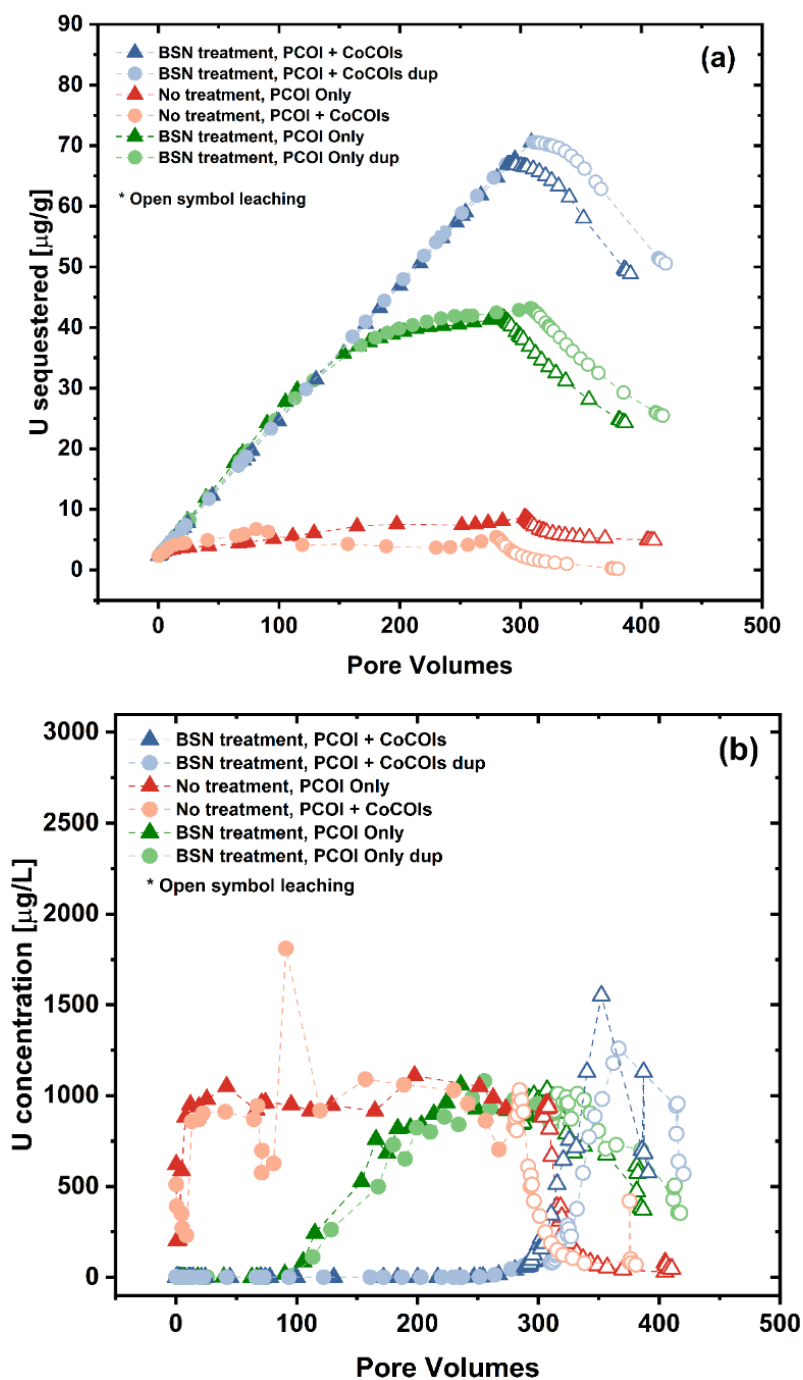 (a)
BSN treatment, PCOI + CoCOIs
BSN treatment, PCOI + CoCOIs dup
No treatment, PCOI Only
No treatment, PCOI + CoCOIs
BSN treatment, PCOI Only
BSN treatment, PCOI Only dup
* Open symbol leaching
U sequestered [µg/g]
90
80
70
60
50
40
30
20
10
0
0 100 200 300 400 500
Pore Volumes
(b)
BSN treatment, PCOI + CoCOIs
BSN treatment, PCOI + CoCOIs dup
No treatment, PCOI Only
No treatment, PCOI + CoCOIs
BSN treatment, PCOI Only
BSN treatment, PCOI Only dup
* Open symbol leaching
U concentration [µg/L]
3000
2500
2000
1500
1000
500
0
0 100 200 300 400 500
Pore Volumes